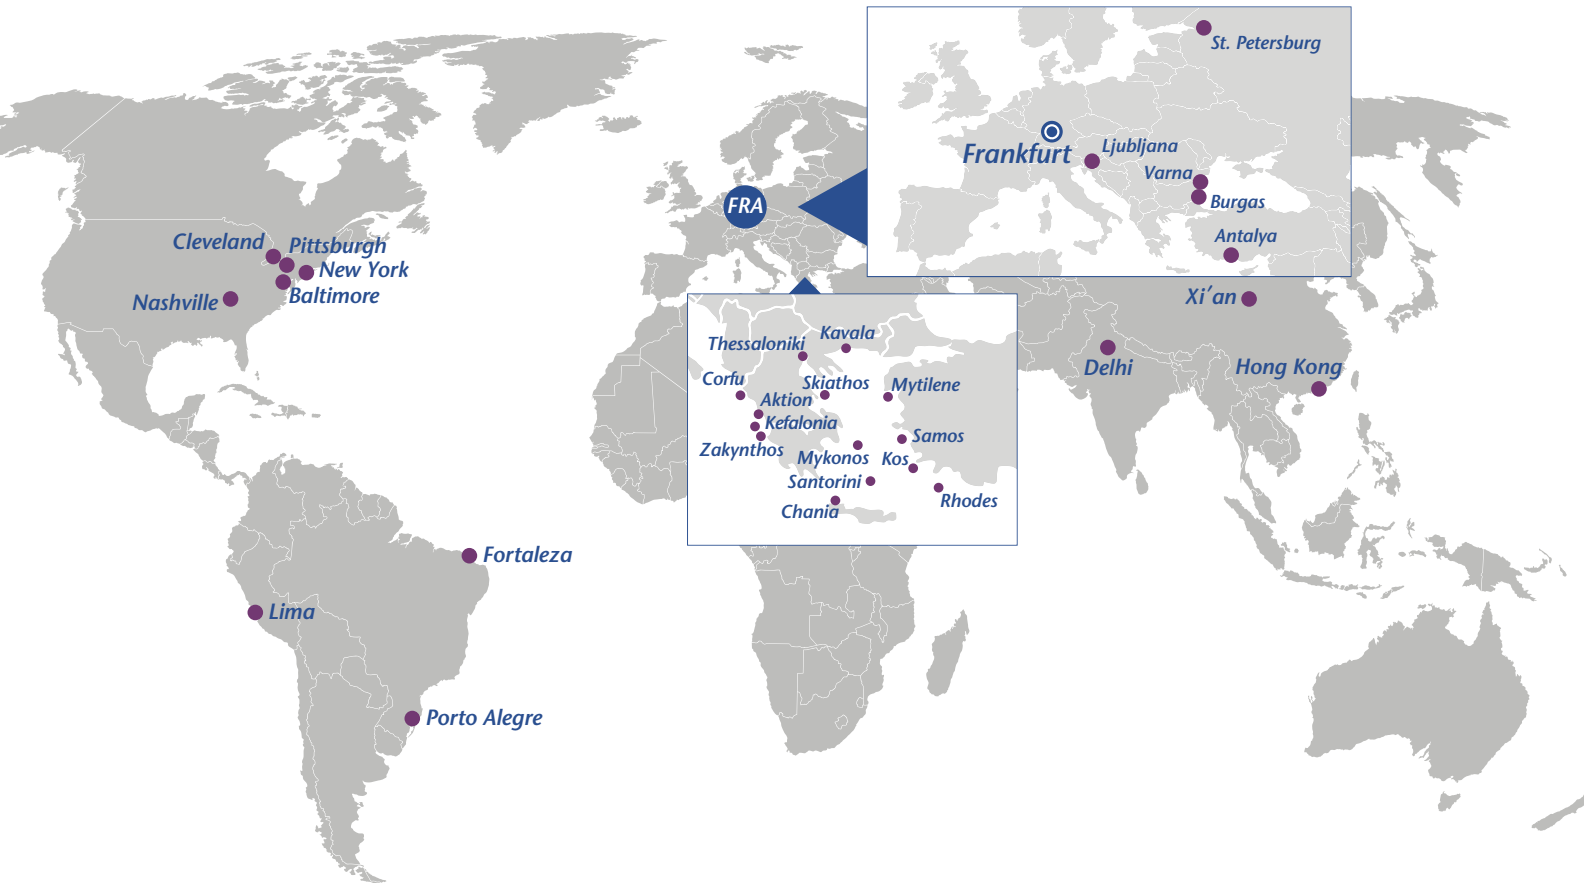 St. Petersburg
Frankfurt
Ljubljana
Varna
Burgas
Antalya
FRA
Cleveland
Pittsburgh
New York
Baltimore
Nashville
Xi’an
Delhi
Hong Kong
Thessaloniki
Kavala
Corfu
Skiathos
Mytilene
Aktion
Kefalonia
Zakynthos
Samos
Mykonos
Kos
Santorini
Rhodes
Chania
Fortaleza
Lima
Porto Alegre